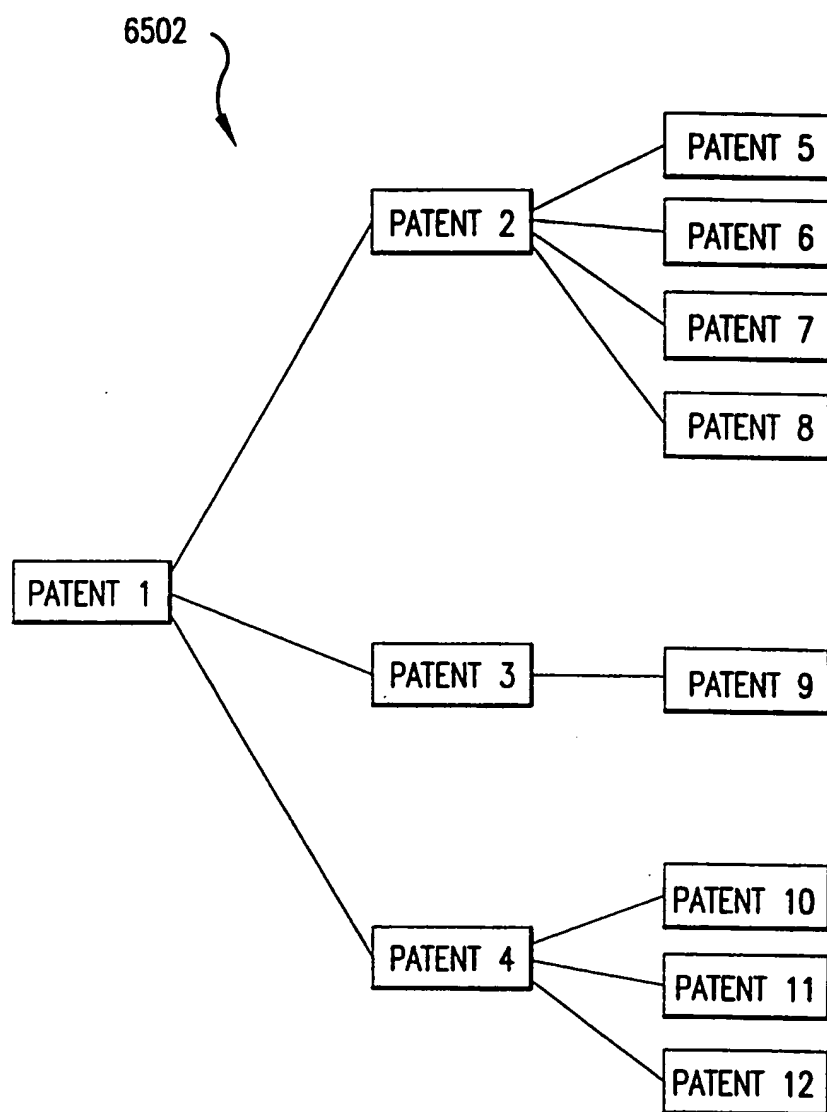 6502
PATENT 5
PATENT 2
PATENT 6
PATENT 7
PATENT 8
PATENT 1
PATENT 3
PATENT 9
PATENT 10
PATENT 4
PATENT 11
PATENT 12